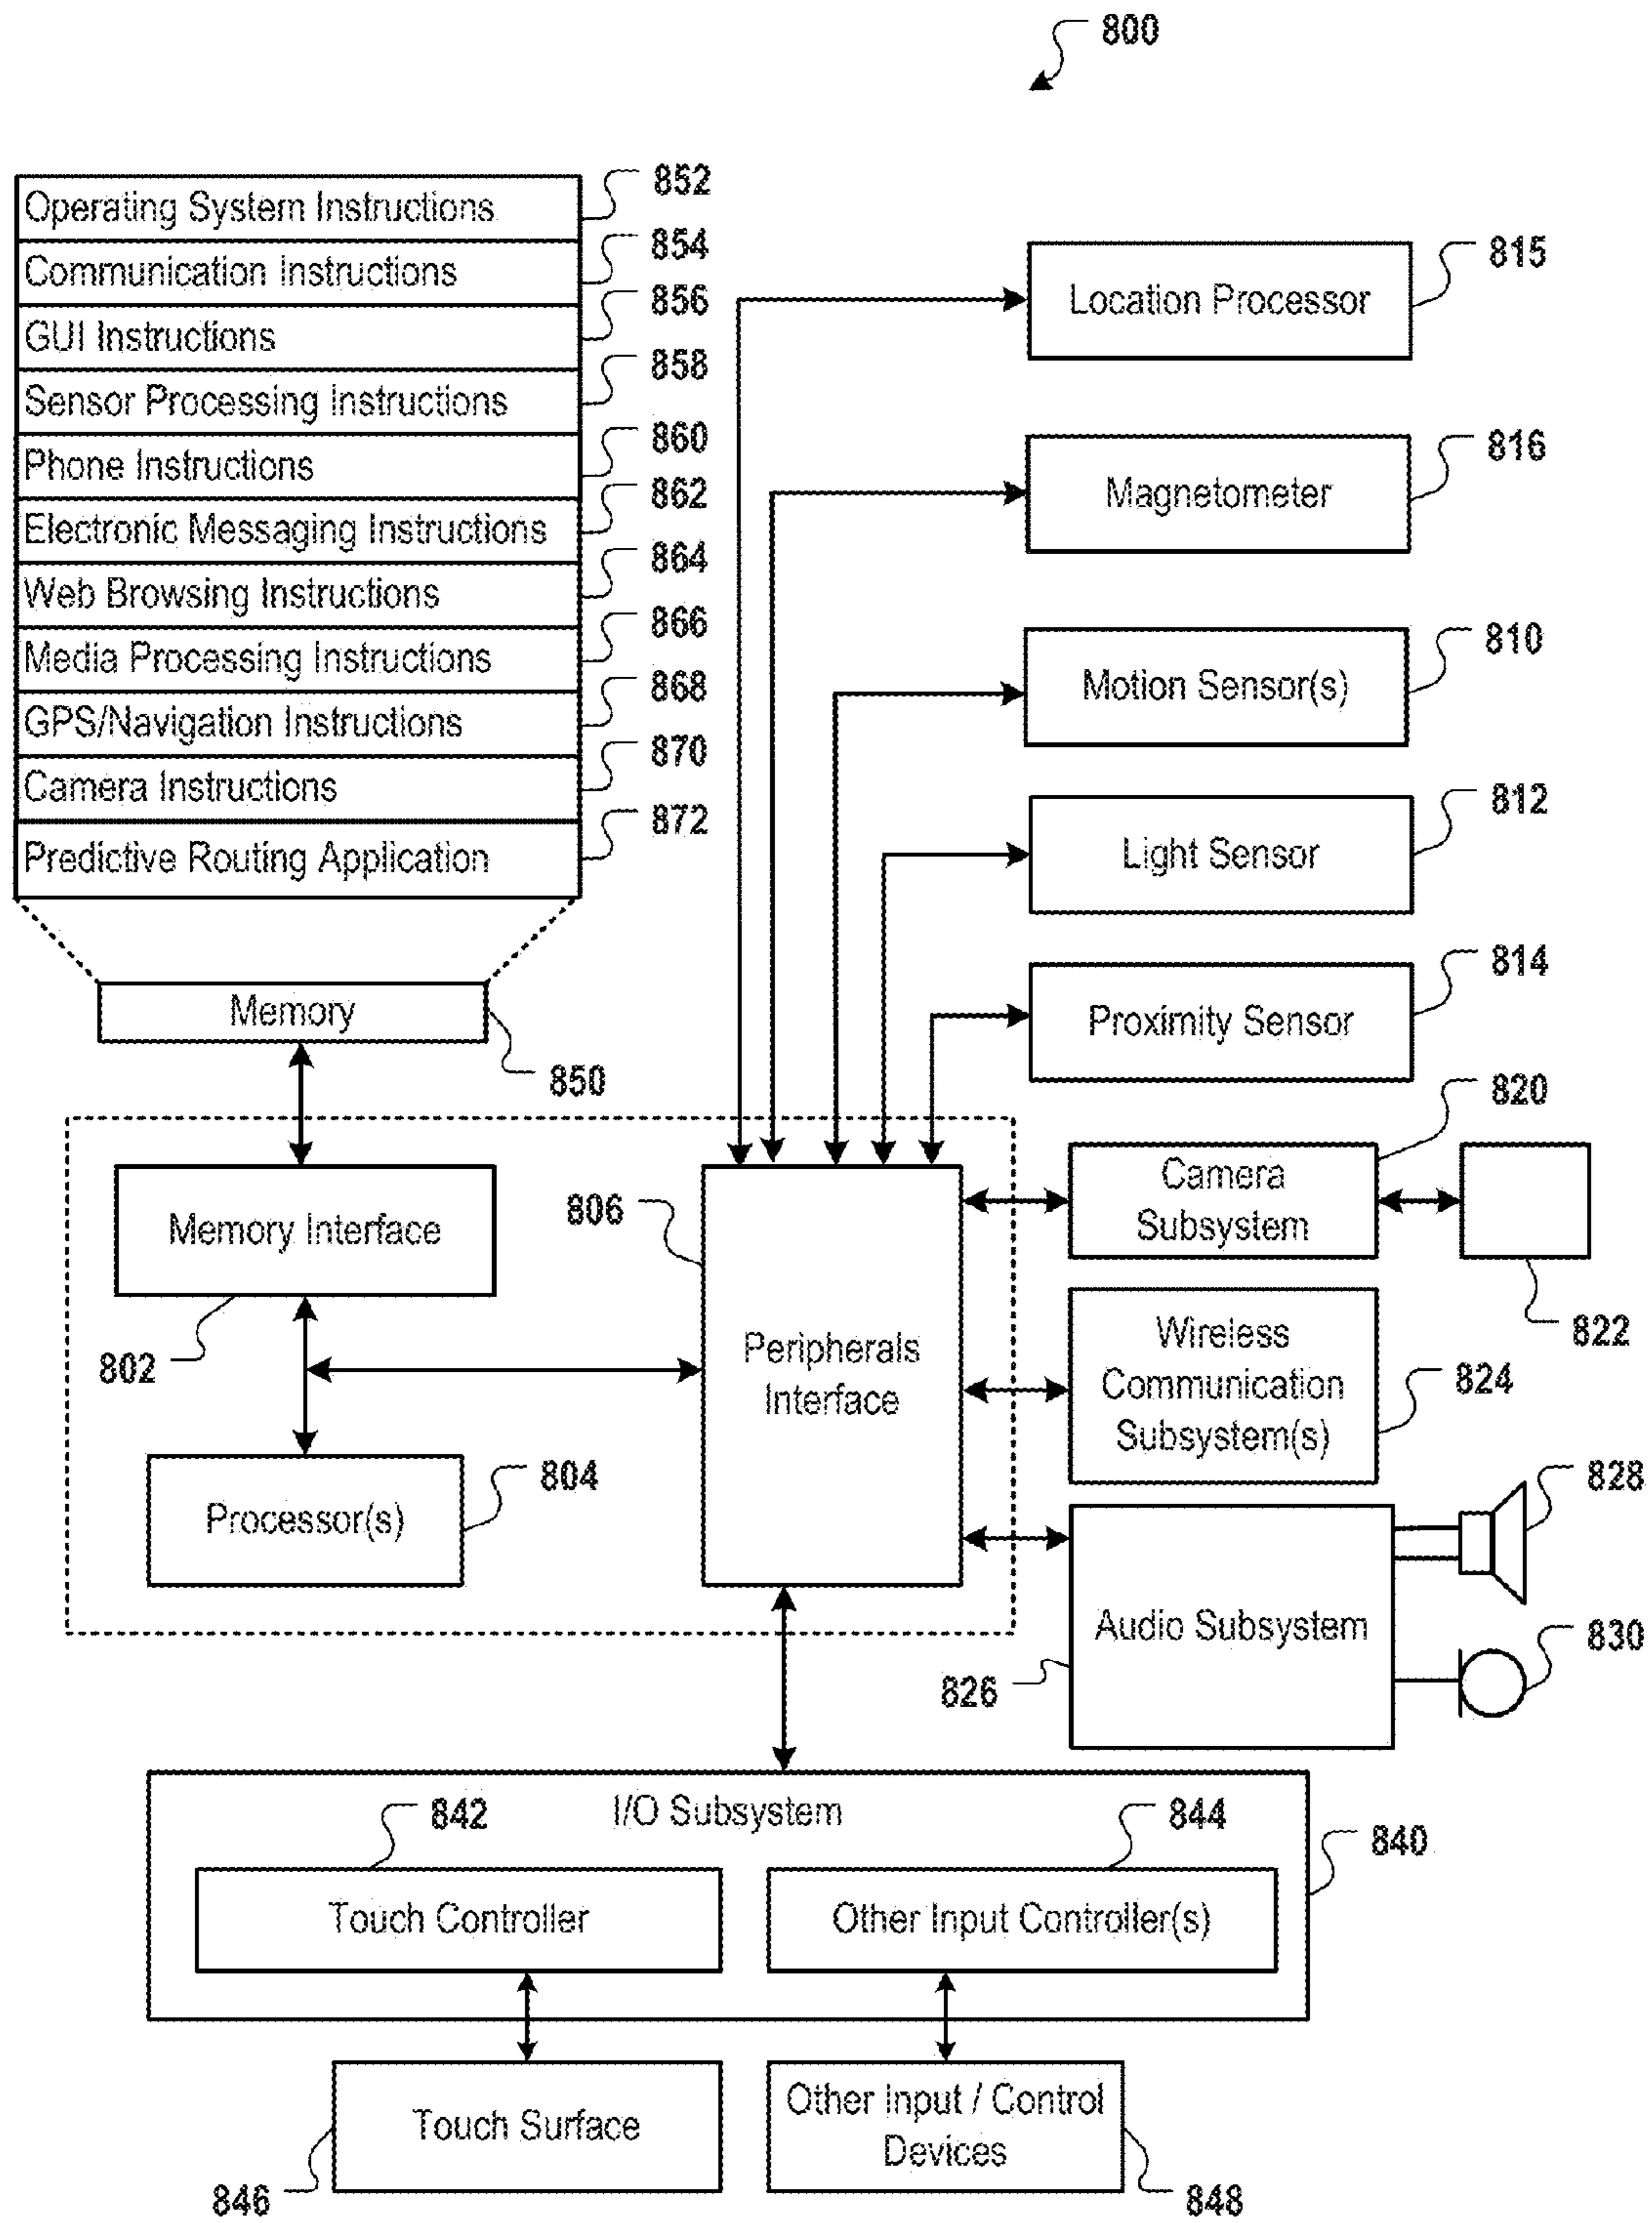 800
Operating System Instructions
852
Communication Instructions
854
GUI Instructions
856
Sensor Processing Instructions
858
Phone Instructions
860
Electronic Messaging Instructions
862
Web Browsing Instructions
864
Media Processing Instructions
866
GPS/Navigation Instructions
868
Camera Instructions
870
Predictive Routing Application
872
Memory
850
Location Processor
815
Magnetometer
816
Motion Sensor(s)
810
Light Sensor
812
Proximity Sensor
814
Memory Interface
802
Processor(s)
804
806
Peripherals
Interface
Camera
Subsystem
820
822
Wireless
Communication
Subsystem(s)
824
Audio Subsystem
826
828
830
I/O Subsystem
840
842
Touch Controller
844
Other Input Controller(s)
Touch Surface
846
Other Input / Control
Devices
848